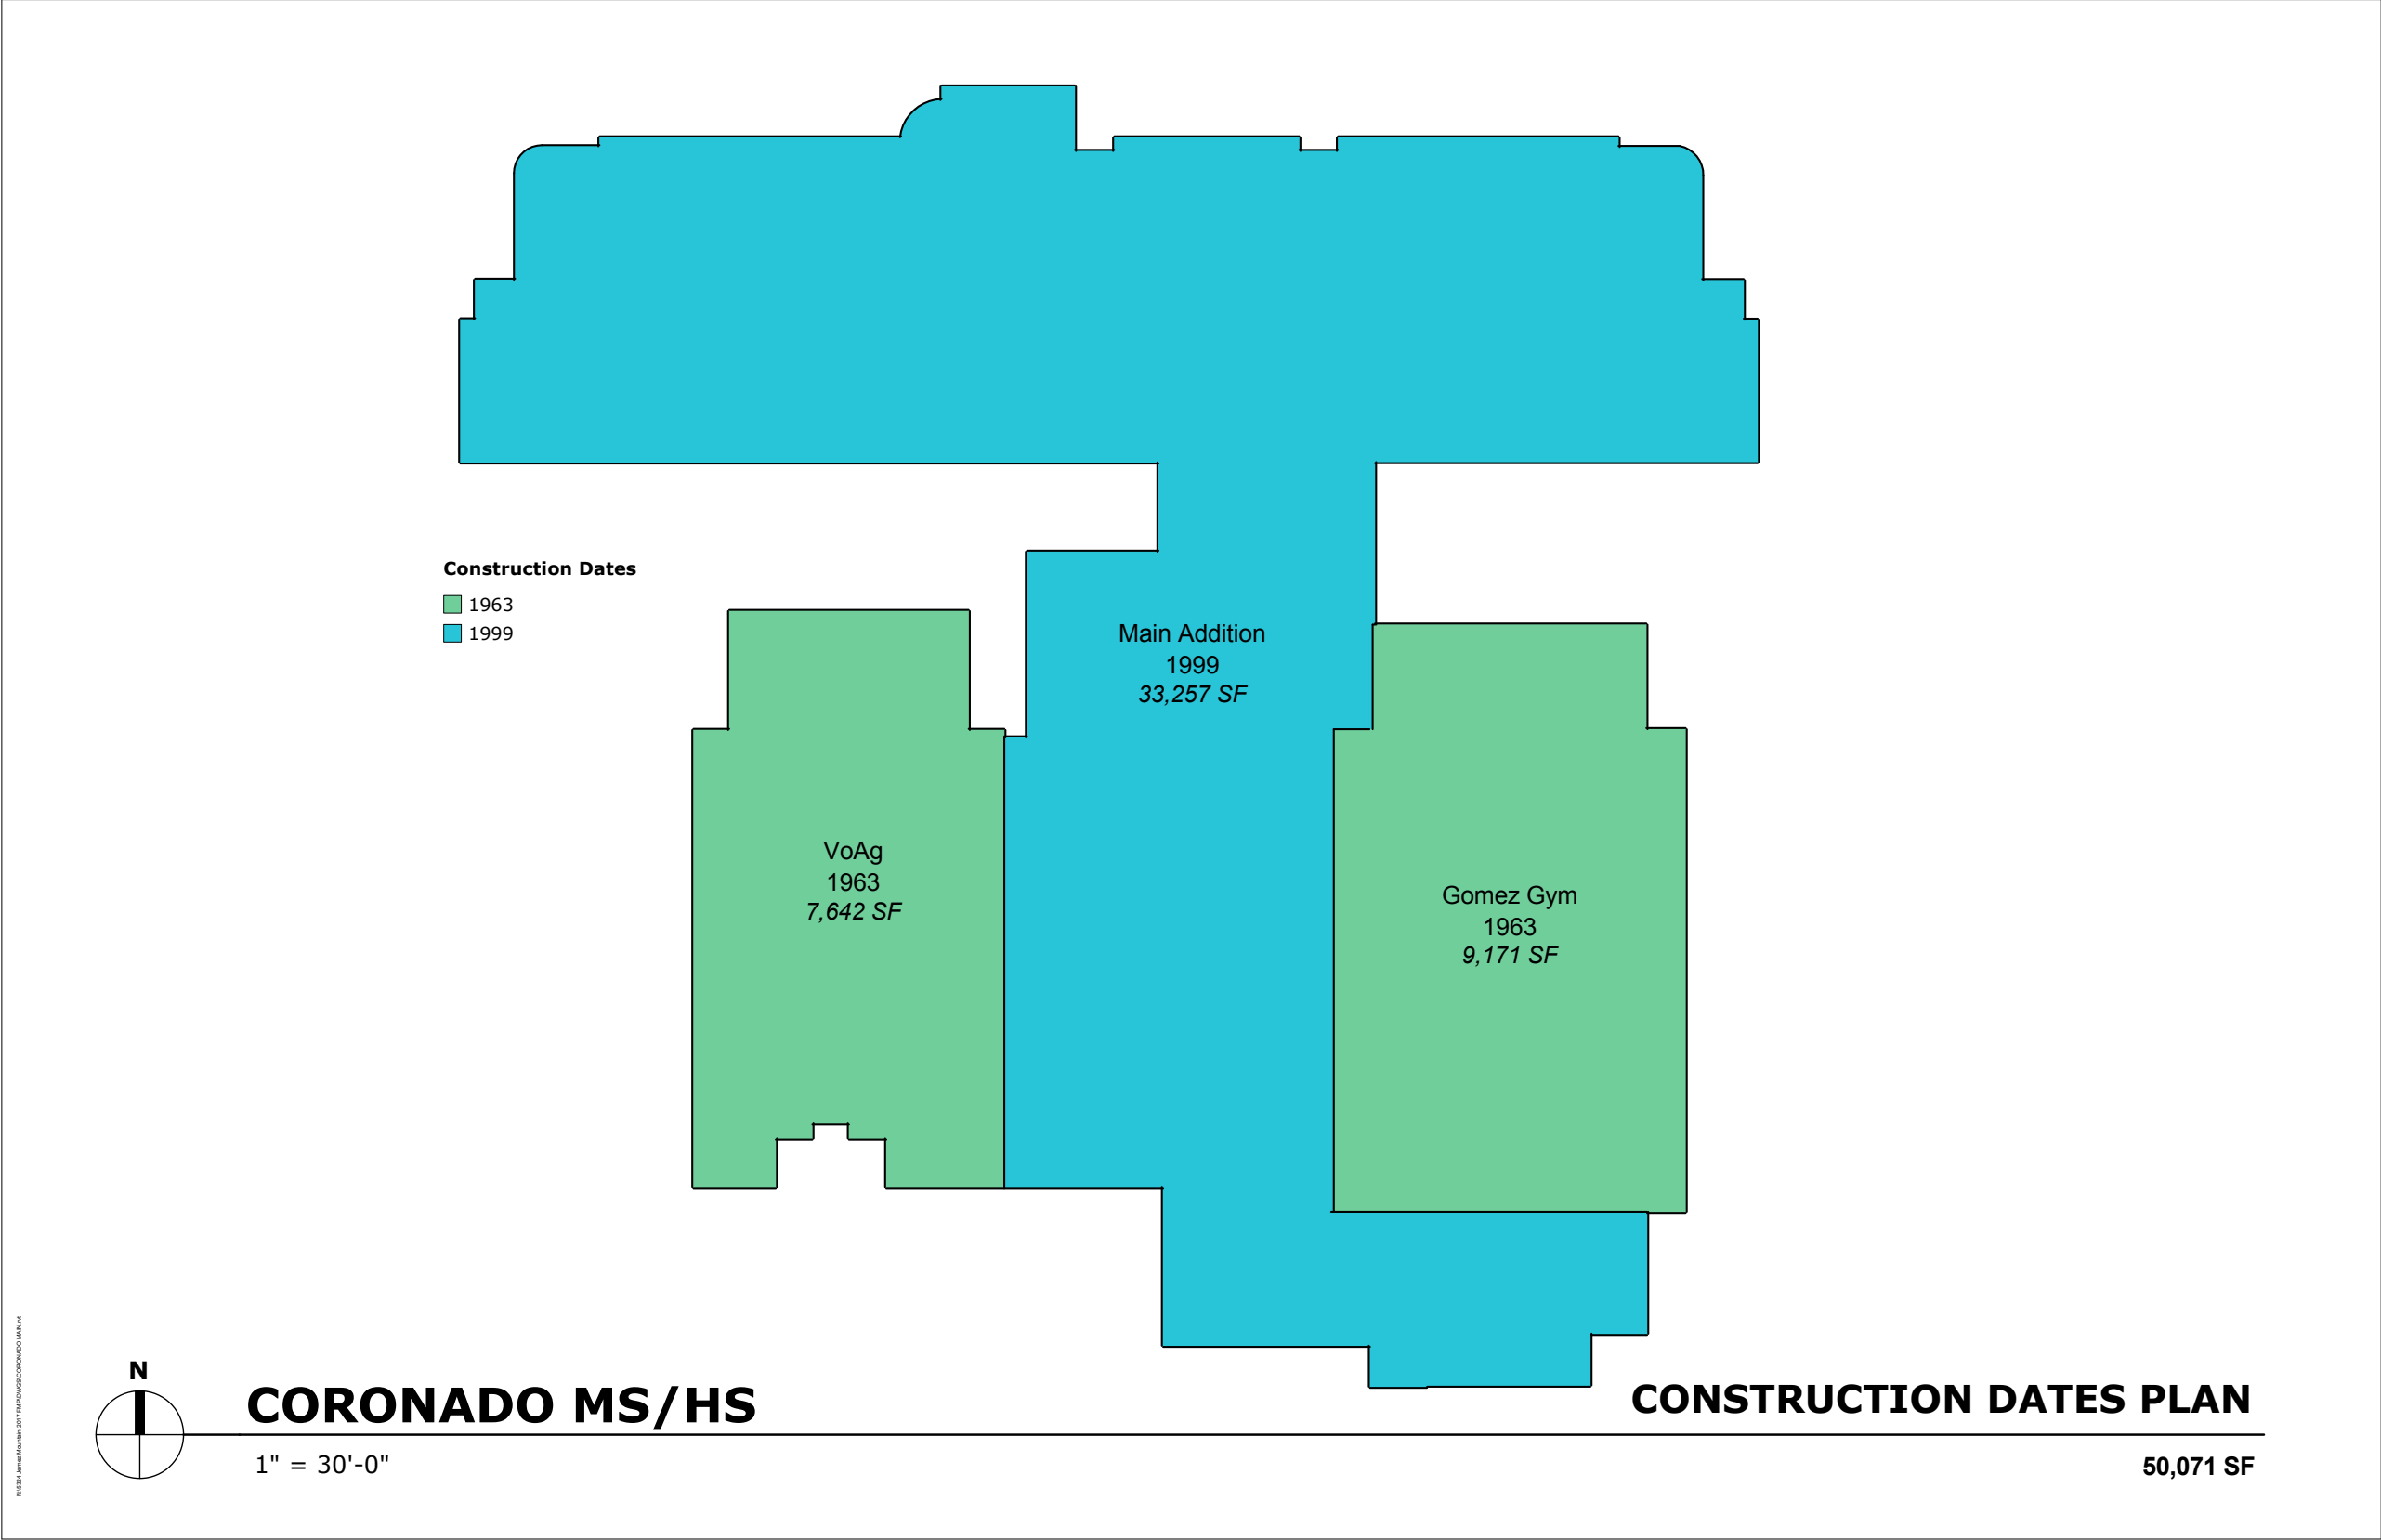 Construction Dates
1963
1999
Main Addition
1999
33,257 SF
VoAg
1963
7,642 SF
Gomez Gym
1963
9,171 SF
N
CORONADO MS/HS
CONSTRUCTION DATES PLAN
1" = 30'-0"
50,071 SF